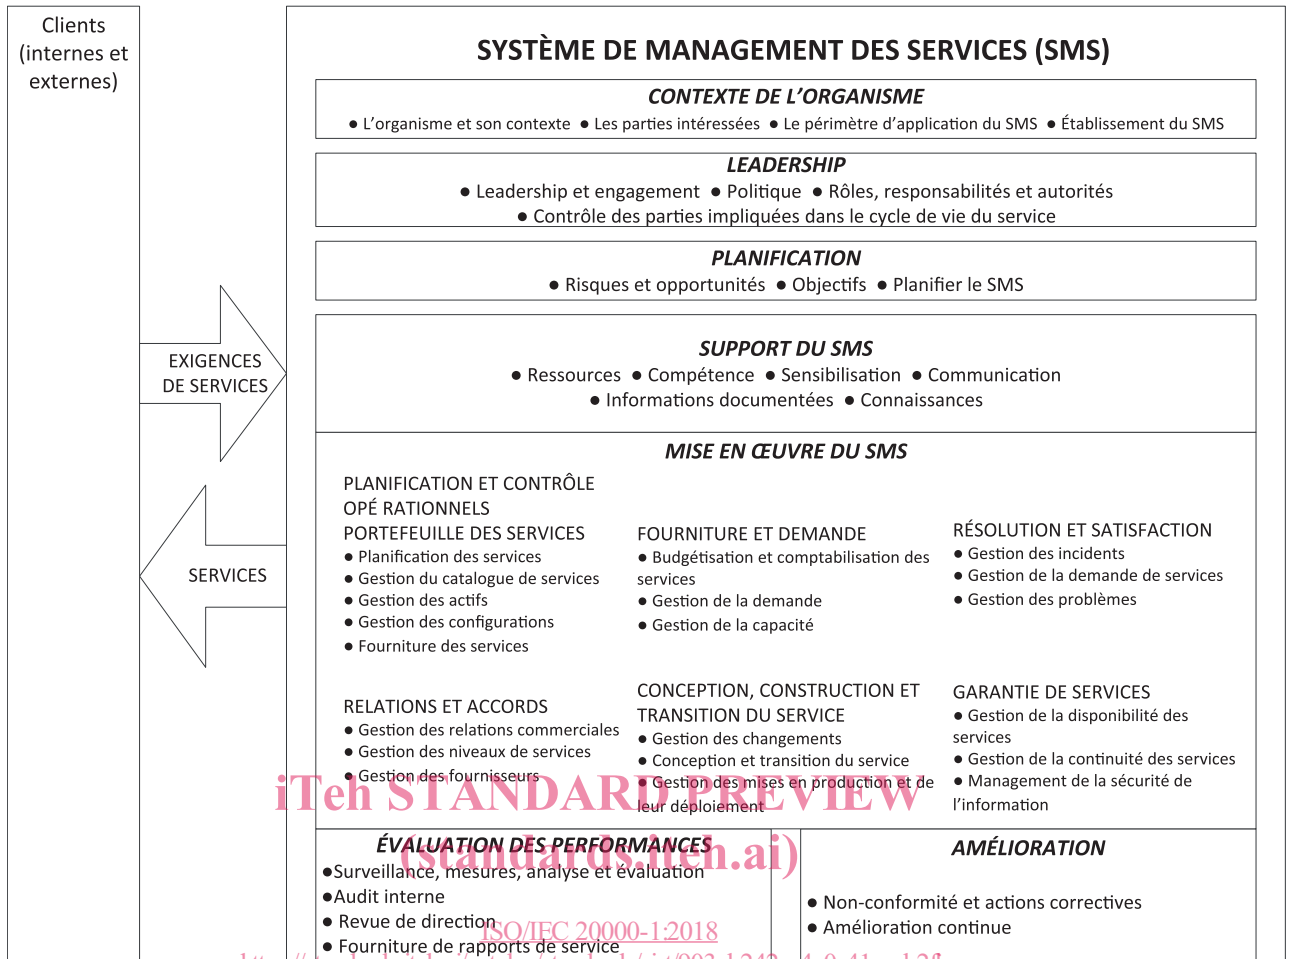 Clients
(internes et
externes)
EXIGENCES
DE SERVICES
SERVICES
SYSTÈME DE MANAGEMENT DES SERVICES (SMS)
CONTEXTE DE L’ORGANISME
● L’organisme et son contexte ● Les parties intéressées ● Le périmètre d’application du SMS ● Établissement du SMS
LEADERSHIP
● Leadership et engagement ● Politique ● Rôles, responsabilités et autorités
● Contrôle des parties impliquées dans le cycle de vie du service
PLANIFICATION
● Risques et opportunités ● Objectifs ● Planifier le SMS
SUPPORT DU SMS
● Ressources ● Compétence ● Sensibilisation ● Communication
● Informations documentées ● Connaissances
MISE EN ŒUVRE DU SMS
PLANIFICATION ET CONTRÔLE
OPÉ RATIONNELS
PORTEFEUILLE DES SERVICES
● Planification des services
● Gestion du catalogue de services
● Gestion des actifs
● Gestion des configurations
● Fourniture des services
FOURNITURE ET DEMANDE
● Budgétisation et comptabilisation des
services
● Gestion de la demande
● Gestion de la capacité
RÉSOLUTION ET SATISFACTION
● Gestion des incidents
● Gestion de la demande de services
● Gestion des problèmes
RELATIONS ET ACCORDS
● Gestion des relations commerciales
● Gestion des niveaux de services
● Gestion des fournisseurs
CONCEPTION, CONSTRUCTION ET
TRANSITION DU SERVICE
● Gestion des changements
● Conception et transition du service
● Gestion des mises en production et de
leur déploiement
GARANTIE DE SERVICES
● Gestion de la disponibilité des
services
● Gestion de la continuité des services
● Management de la sécurité de
l’information
iTeh STANDARD PREVIEW
(standards.iteh.ai)
ÉVALUATION DES PERFORMANCES
●Surveillance, mesures, analyse et évaluation
●Audit interne
● Revue de direction
● Fourniture de rapports de service
AMÉLIORATION
● Non-conformité et actions correctives
● Amélioration continue
ISO/IEC 20000-1:2018